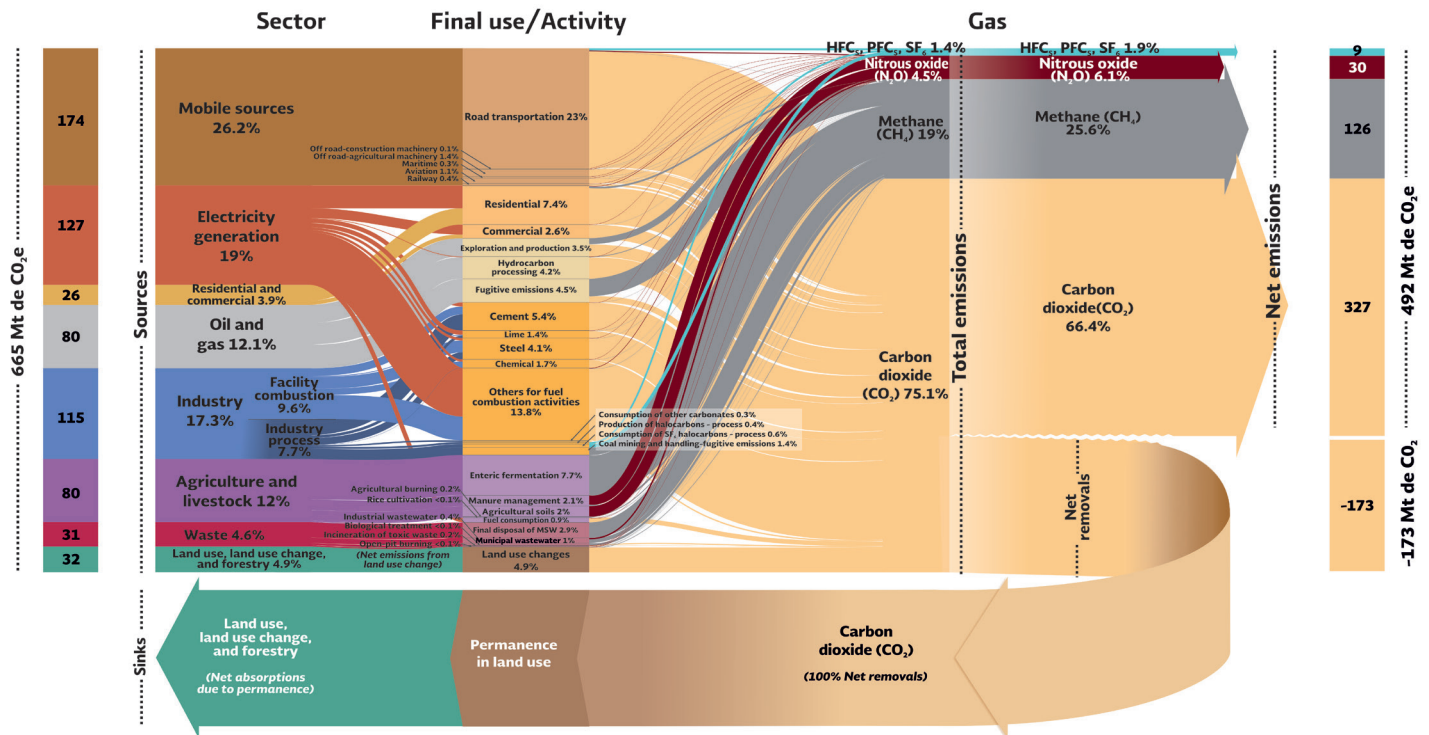 Sector
Final use/Activity
Gas
665 Mt de C0₂e
174
127
26
80
115
80
31
32
Sources
Mobile sources
26.2%
Electricity
generation
19%
Residential and
commercial 3.9%
Oil and
gas 12.1%
Industry
17.3%
Facility
combustion
9.6%
Industry
process
7.7%
Agriculture and
livestock 12%
Waste 4.6%
Land use, land use change,
and forestry 4.9%
(Net emissions from
land use change)
Road transportation 23%
Off road-construction machinery 0.1%
Off road-agricultural machinery 1.4%
Maritime 0.3%
Aviation 1.1%
Railway 0.4%
Residential 7.4%
Commercial 2.6%
Exploration and production 3.5%
Hydrocarbon
processing 4.2%
Fugitive emissions 4.5%
Cement 5.4%
Lime 1.4%
Steel 4.1%
Chemical 1.7%
Others for fuel
combustion activities
13.8%
Consumption of other carbonates 0.3%
Production of halocarbons – process 0.4%
Consumption of SF₆ halocarbons – process 0.6%
Coal mining and handling-fugitive emissions 1.4%
Enteric fermentation 7.7%
Agricultural burning 0.2%
Rice cultivation <0.1%
Manure management 2.1%
Agricultural soils 2%
Fuel consumption 0.9%
Industrial wastewater 0.4%
Biological treatment <0.1%
Incineration of toxic waste 0.2%
Open-pit burning <0.1%
Final disposal of MSW 2.9%
Municipal wastewater 1%
Land use changes
4.9%
HFCₛ, PFCₛ, SF₆ 1.4%
Nitrous oxide
(N₂O) 4.5%
Methane
(CH₄) 19%
Carbon
dioxide
(CO₂) 75.1%
Total emissions
HFCₛ, PFCₛ, SF₆ 1.9%
Nitrous oxide
(N₂O) 6.1%
Methane (CH₄)
25.6%
Carbon
dioxide(CO₂)
66.4%
Net
removals
Net emissions
9
30
126
327
-173
492 Mt de CO₂e
-173 Mt de C0₂
Sinks
Land use,
land use change,
and forestry
(Net absorptions
due to permanence)
Permanence
in land use
Carbon
dioxide (CO₂)
(100% Net removals)